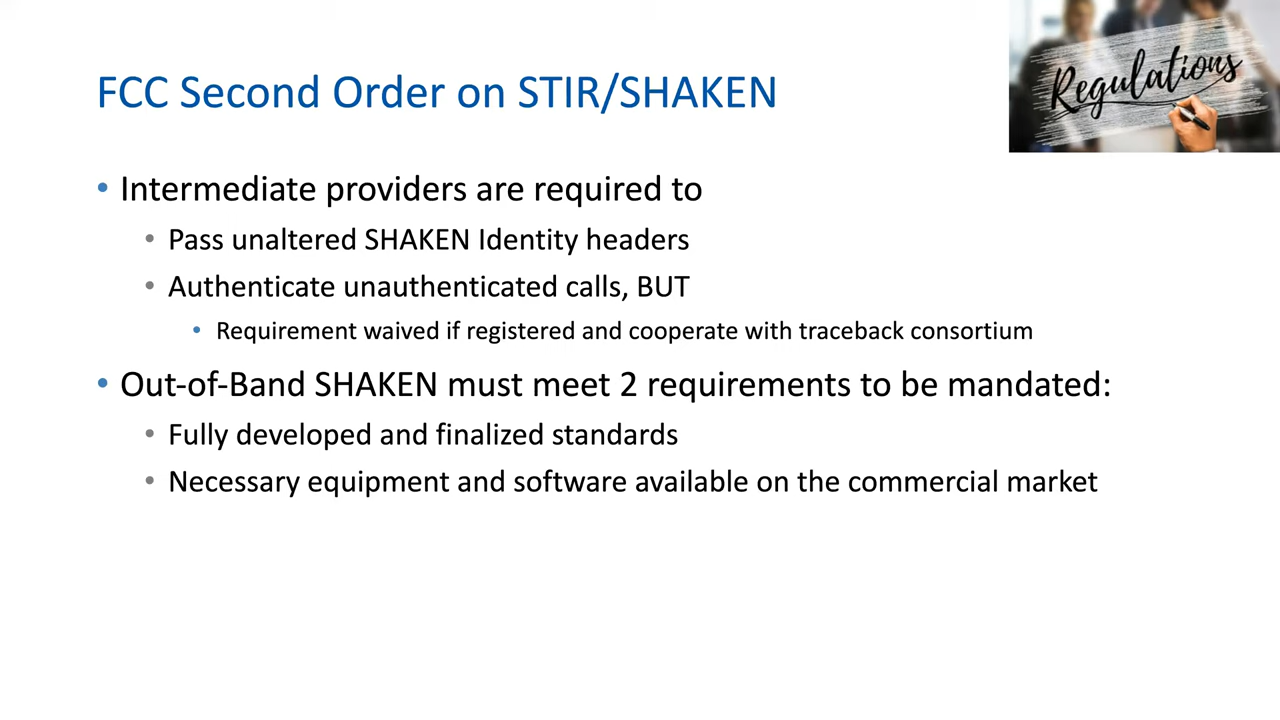 Regulations
FCC Second Order on STIR/SHAKEN
• Intermediate providers are required to
• Pass unaltered SHAKEN Identity headers
• Authenticate unauthenticated calls, BUT
• Requirement waived if registered and cooperate with traceback consortium
• Out-of-Band SHAKEN must meet 2 requirements to be mandated:
• Fully developed and finalized standards
• Necessary equipment and software available on the commercial market